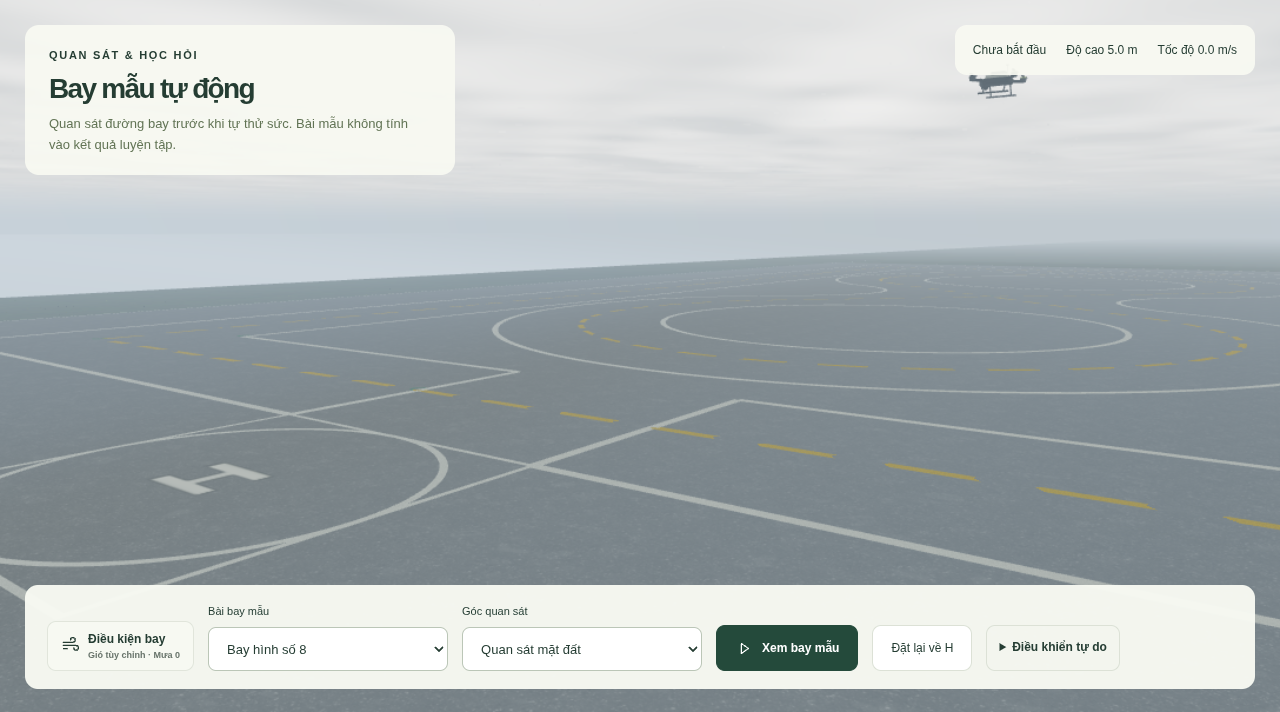 QUAN SÁT & HỌC HỎI
Bay mẫu tự động
Quan sát đường bay trước khi tự thử sức. Bài mẫu không tính
vào kết quả luyện tập.
Chưa bắt đầu Độ cao 5.0 m Tốc độ 0.0 m/s
H
Bài bay mẫu
Góc quan sát
Điều kiện bay
Gió tùy chỉnh · Mưa 0
Bay hình số 8
Quan sát mặt đất
Xem bay mẫu
Đặt lại về H
Điều khiển tự do